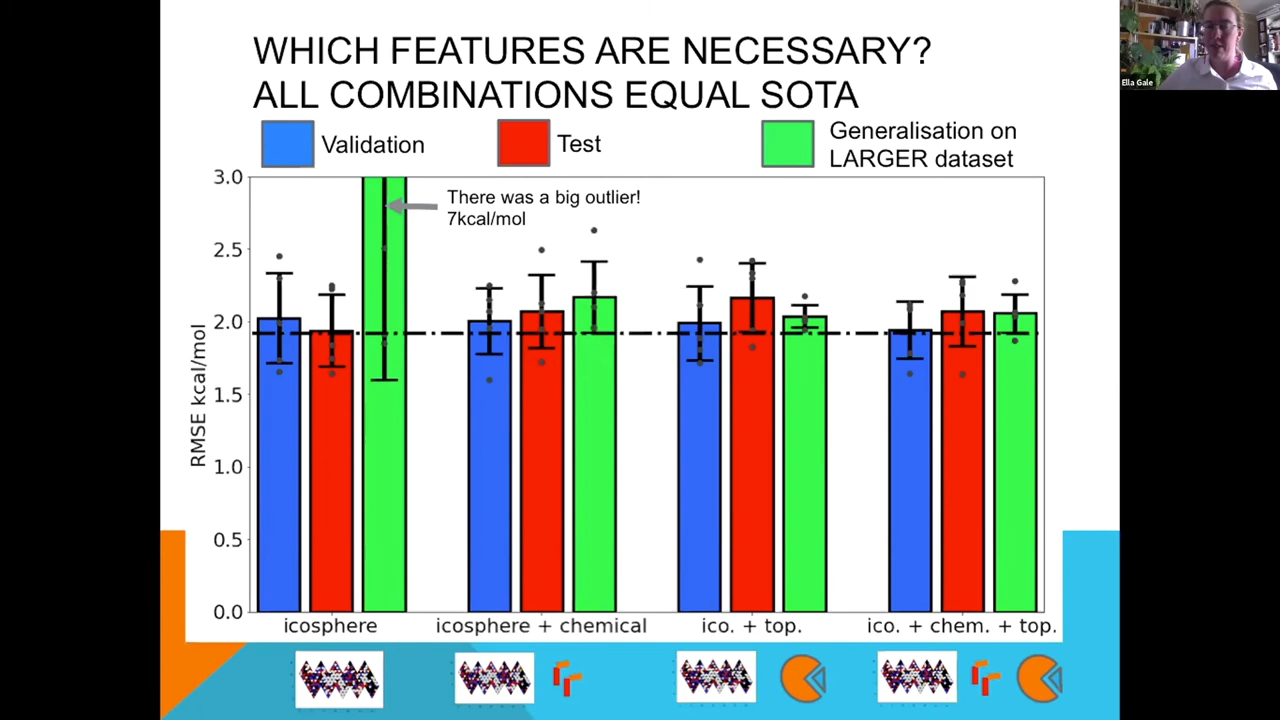 WHICH FEATURES ARE NECESSARY?
ALL COMBINATIONS EQUAL SOTA
Ella Gale
Validation
Test
Generalisation on
LARGER dataset
There was a big outlier!
7kcal/mol
RMSE kcal/mol
3.0
2.5
2.0
1.5
1.0
0.5
0.0
icosphere
icosphere + chemical
ico. + top.
ico. + chem. + top.